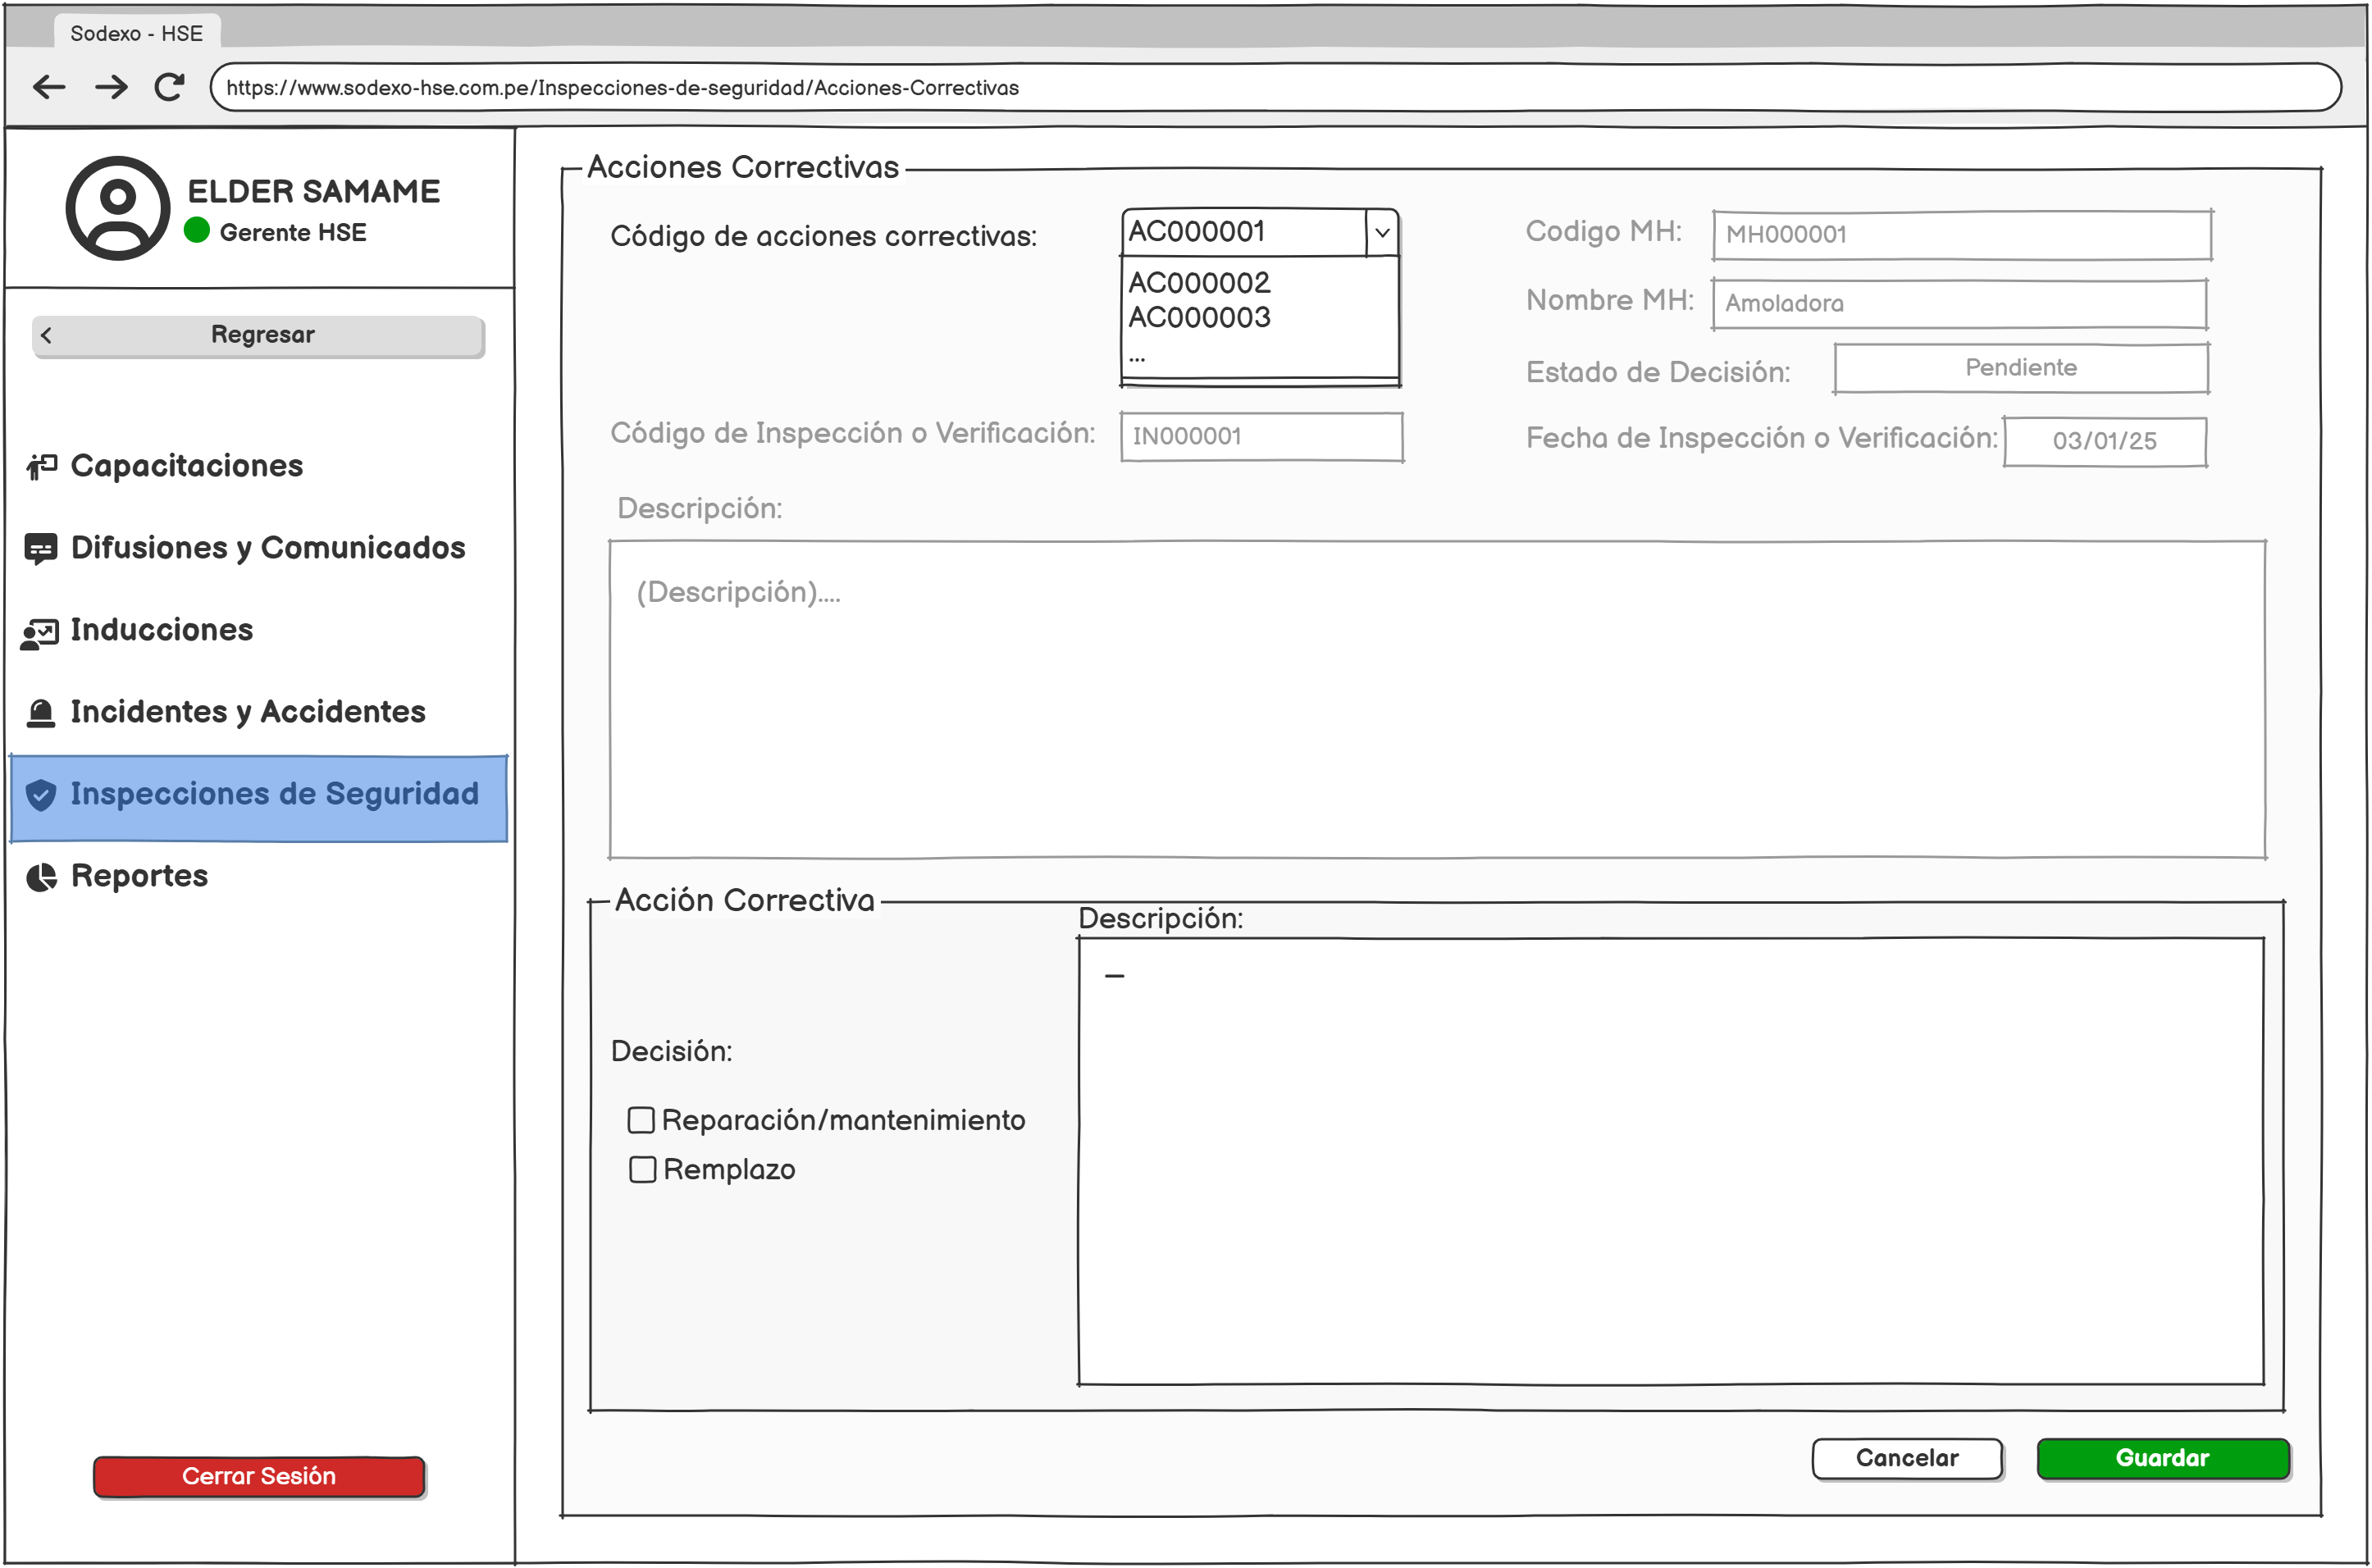 Sodexo - HSE
https://www.sodexo-hse.com.pe/Inspecciones-de-seguridad/Acciones-Correctivas
ELDER SAMAME
Gerente HSE
Regresar
Capacitaciones
Difusiones y Comunicados
Inducciones
Incidentes y Accidentes
Inspecciones de Seguridad
Reportes
Cerrar Sesión
Acciones Correctivas
Código de acciones correctivas:
AC000001
AC000002
AC000003
...
Codigo MH:
MH000001
Nombre MH:
Amoladora
Estado de Decisión:
Pendiente
Código de Inspección o Verificación:
IN000001
Fecha de Inspección o Verificación:
03/01/25
Descripción:
(Descripción)....
Acción Correctiva
Descripción:
_
Decisión:
Reparación/mantenimiento
Remplazo
Cancelar
Guardar